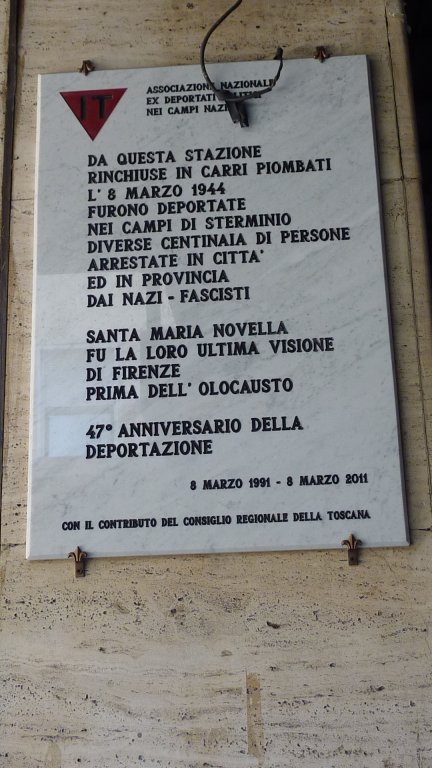 IT
ASSOCIAZIONE NAZIONALE
EX DEPORTATI POLITICI
NEI CAMPI NAZI
DA QUESTA STAZIONE
RINCHIUSE IN CARRI PIOMBATI
L' 8 MARZO 1944
FURONO DEPORTATE
NEI CAMPI DI STERMINIO
DIVERSE CENTINAIA DI PERSONE
ARRESTATE IN CITTA'
ED IN PROVINCIA
DAI NAZI - FASCISTI
SANTA MARIA NOVELLA
FU LA LORO ULTIMA VISIONE
DI FIRENZE
PRIMA DELL' OLOCAUSTO
47° ANNIVERSARIO DELLA
DEPORTAZIONE
8 MARZO 1991 - 8 MARZO 2011
CON IL CONTRIBUTO DEL CONSIGLIO REGIONALE DELLA TOSCANA